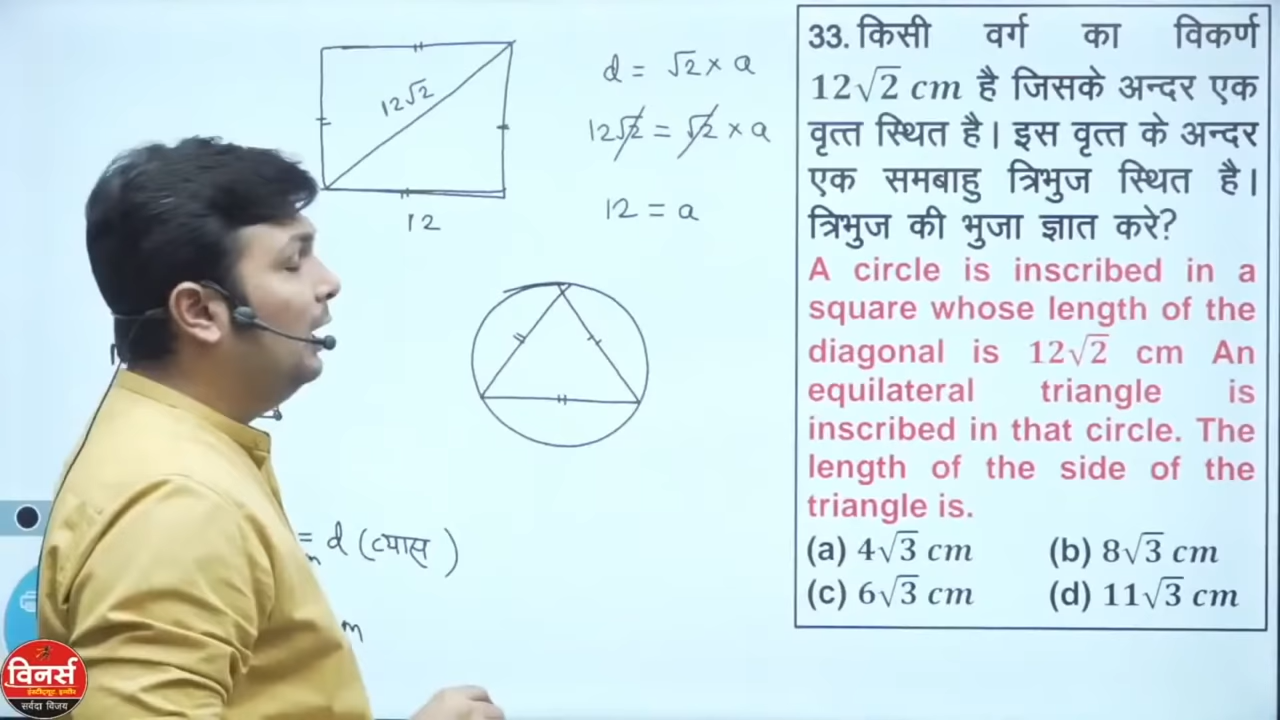 12√2
12
d = √2 × a
12√2 = √2 × a
12 = a
= d (व्यास)
m
m
33. किसी वर्ग का विकर्ण
12√2 cm है जिसके अन्दर एक
वृत्त स्थित है। इस वृत्त के अन्दर
एक समबाहु त्रिभुज स्थित है।
त्रिभुज की भुजा ज्ञात करे?
A circle is inscribed in a
square whose length of the
diagonal is 12√2 cm An
equilateral triangle is
inscribed in that circle. The
length of the side of the
triangle is.
(a) 4√3 cm (b) 8√3 cm
(c) 6√3 cm (d) 11√3 cm
विनर्स
इंस्टीट्यूट, इन्दौर
सर्वदा विजय